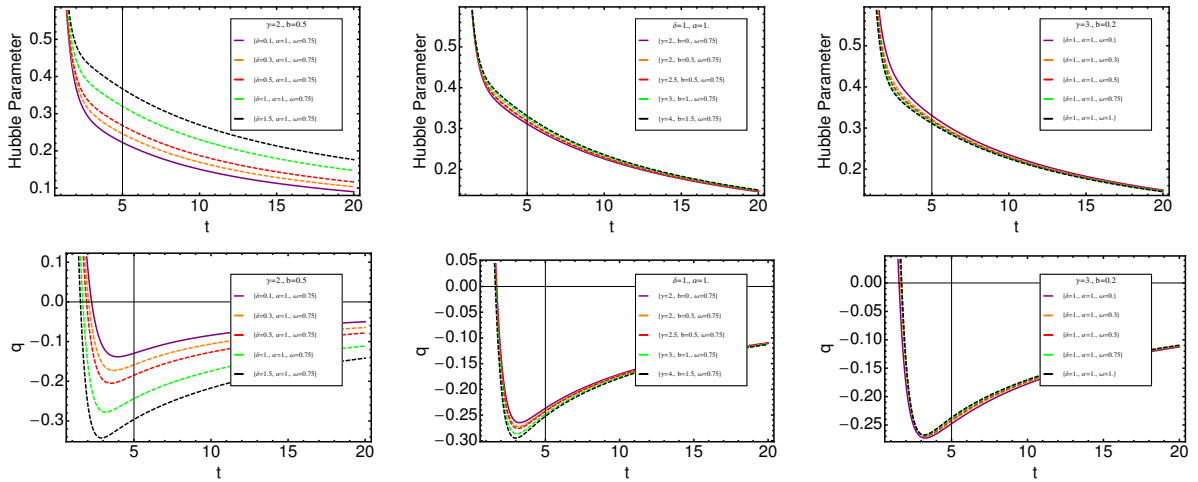 γ=2., b=0.5
{δ=0.1, α=1., ω=0.75}
{δ=0.3, α=1., ω=0.75}
{δ=0.5, α=1., ω=0.75}
{δ=1., α=1., ω=0.75}
{δ=1.5, α=1., ω=0.75}
Hubble Parameter
0.5
0.4
0.3
0.2
0.1
5
10
15
20
t
δ=1., α=1.
{γ=2., b=0., ω=0.75}
{γ=2., b=0.3, ω=0.75}
{γ=2.5, b=0.5, ω=0.75}
{γ=3., b=1., ω=0.75}
{γ=4., b=1.5, ω=0.75}
Hubble Parameter
0.5
0.4
0.3
0.2
5
10
15
20
t
γ=3., b=0.2
{δ=1., α=1., ω=0.}
{δ=1., α=1., ω=0.3}
{δ=1., α=1., ω=0.5}
{δ=1., α=1., ω=0.75}
{δ=1., α=1., ω=1.}
Hubble Parameter
0.5
0.4
0.3
0.2
5
10
15
20
t
γ=2., b=0.5
{δ=0.1, α=1., ω=0.75}
{δ=0.3, α=1., ω=0.75}
{δ=0.5, α=1., ω=0.75}
{δ=1., α=1., ω=0.75}
{δ=1.5, α=1., ω=0.75}
q
0.1
0.0
−0.1
−0.2
−0.3
5
10
15
20
t
δ=1., α=1.
{γ=2., b=0., ω=0.75}
{γ=2., b=0.3, ω=0.75}
{γ=2.5, b=0.5, ω=0.75}
{γ=3., b=1., ω=0.75}
{γ=4., b=1.5, ω=0.75}
q
0.05
0.00
−0.05
−0.10
−0.15
−0.20
−0.25
−0.30
5
10
15
20
t
γ=3., b=0.2
{δ=1., α=1., ω=0.}
{δ=1., α=1., ω=0.3}
{δ=1., α=1., ω=0.5}
{δ=1., α=1., ω=0.75}
{δ=1., α=1., ω=1.}
q
0.00
−0.05
−0.10
−0.15
−0.20
−0.25
5
10
15
20
t